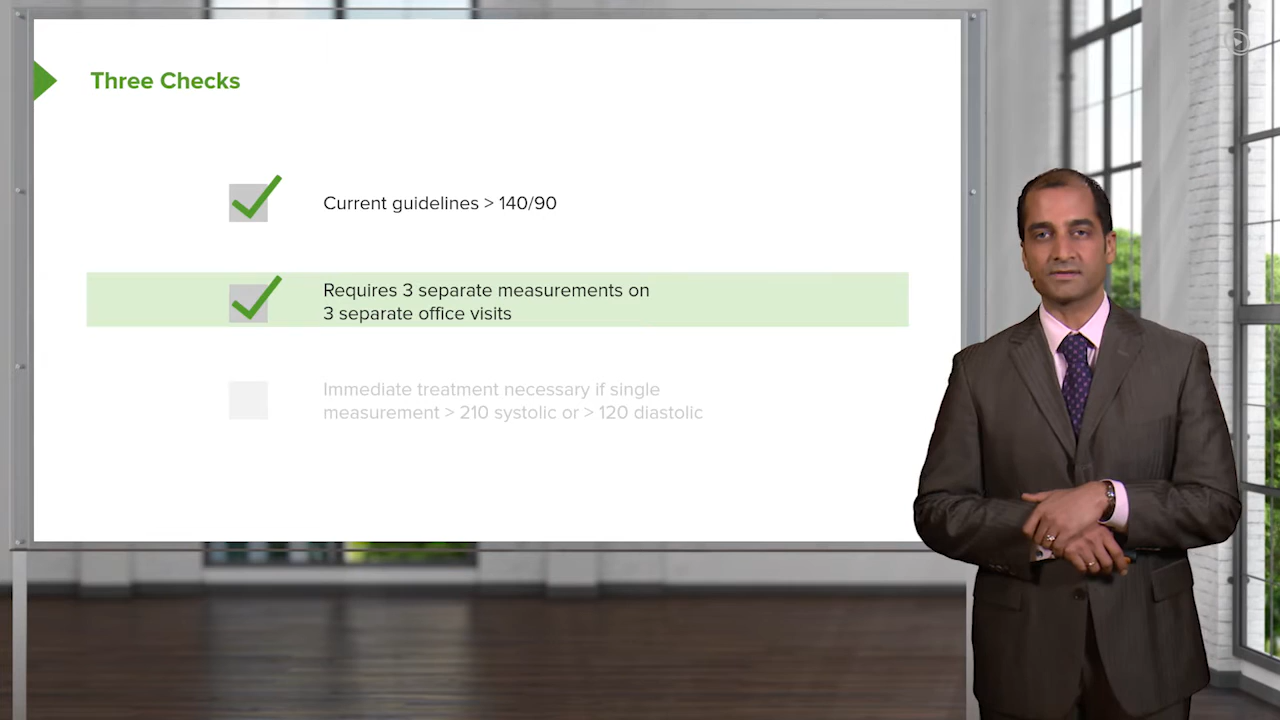 Three Checks
Current guidelines > 140/90
Requires 3 separate measurements on
3 separate office visits
Immediate treatment necessary if single
measurement > 210 systolic or > 120 diastolic